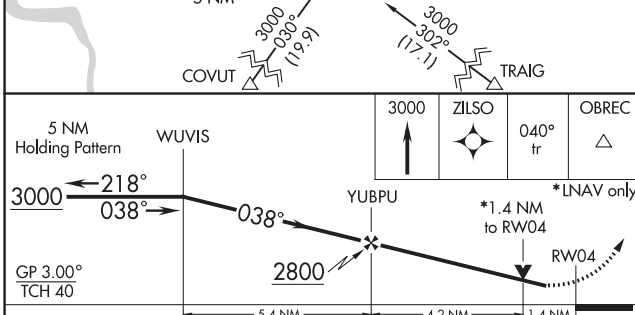 5 NM
3000
030°
(19.9)
3000
302°
(17.1)
COVUT
TRAIG
5 NM
Holding Pattern
WUVIS
3000
ZILSO
040°
tr
OBREC
*LNAV only
218°
3000
038°
038°
YUBPU
*1.4 NM
to RW04
RW04
2800
GP 3.00°
TCH 40
5.4 NM
4.2 NM
1.4 NM